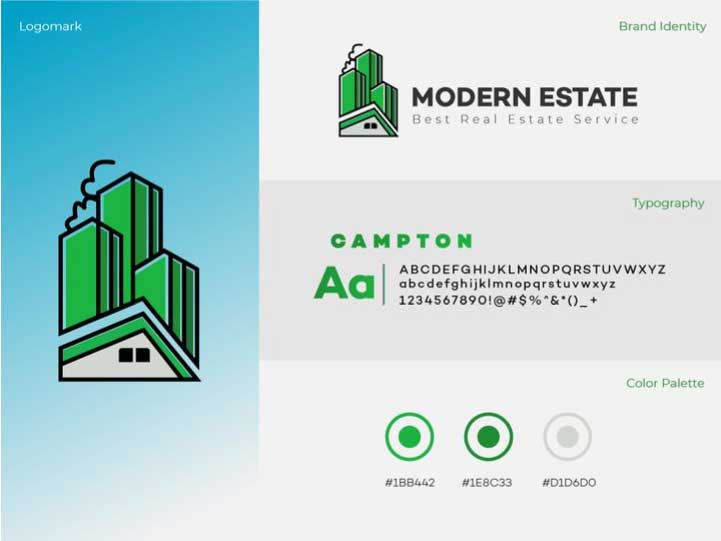 Logomark
Brand Identity
MODERN ESTATE
Best Real Estate Service
Typography
CAMPTON
Aa
ABCDEFGHIJKLMNOPQRSTUVWXYZ
abcdefghijklmnopqrstuvwxyz
1234567890!@#$%^&*()_+
Color Palette
#1BB442
#1E8C33
#D1D6D0